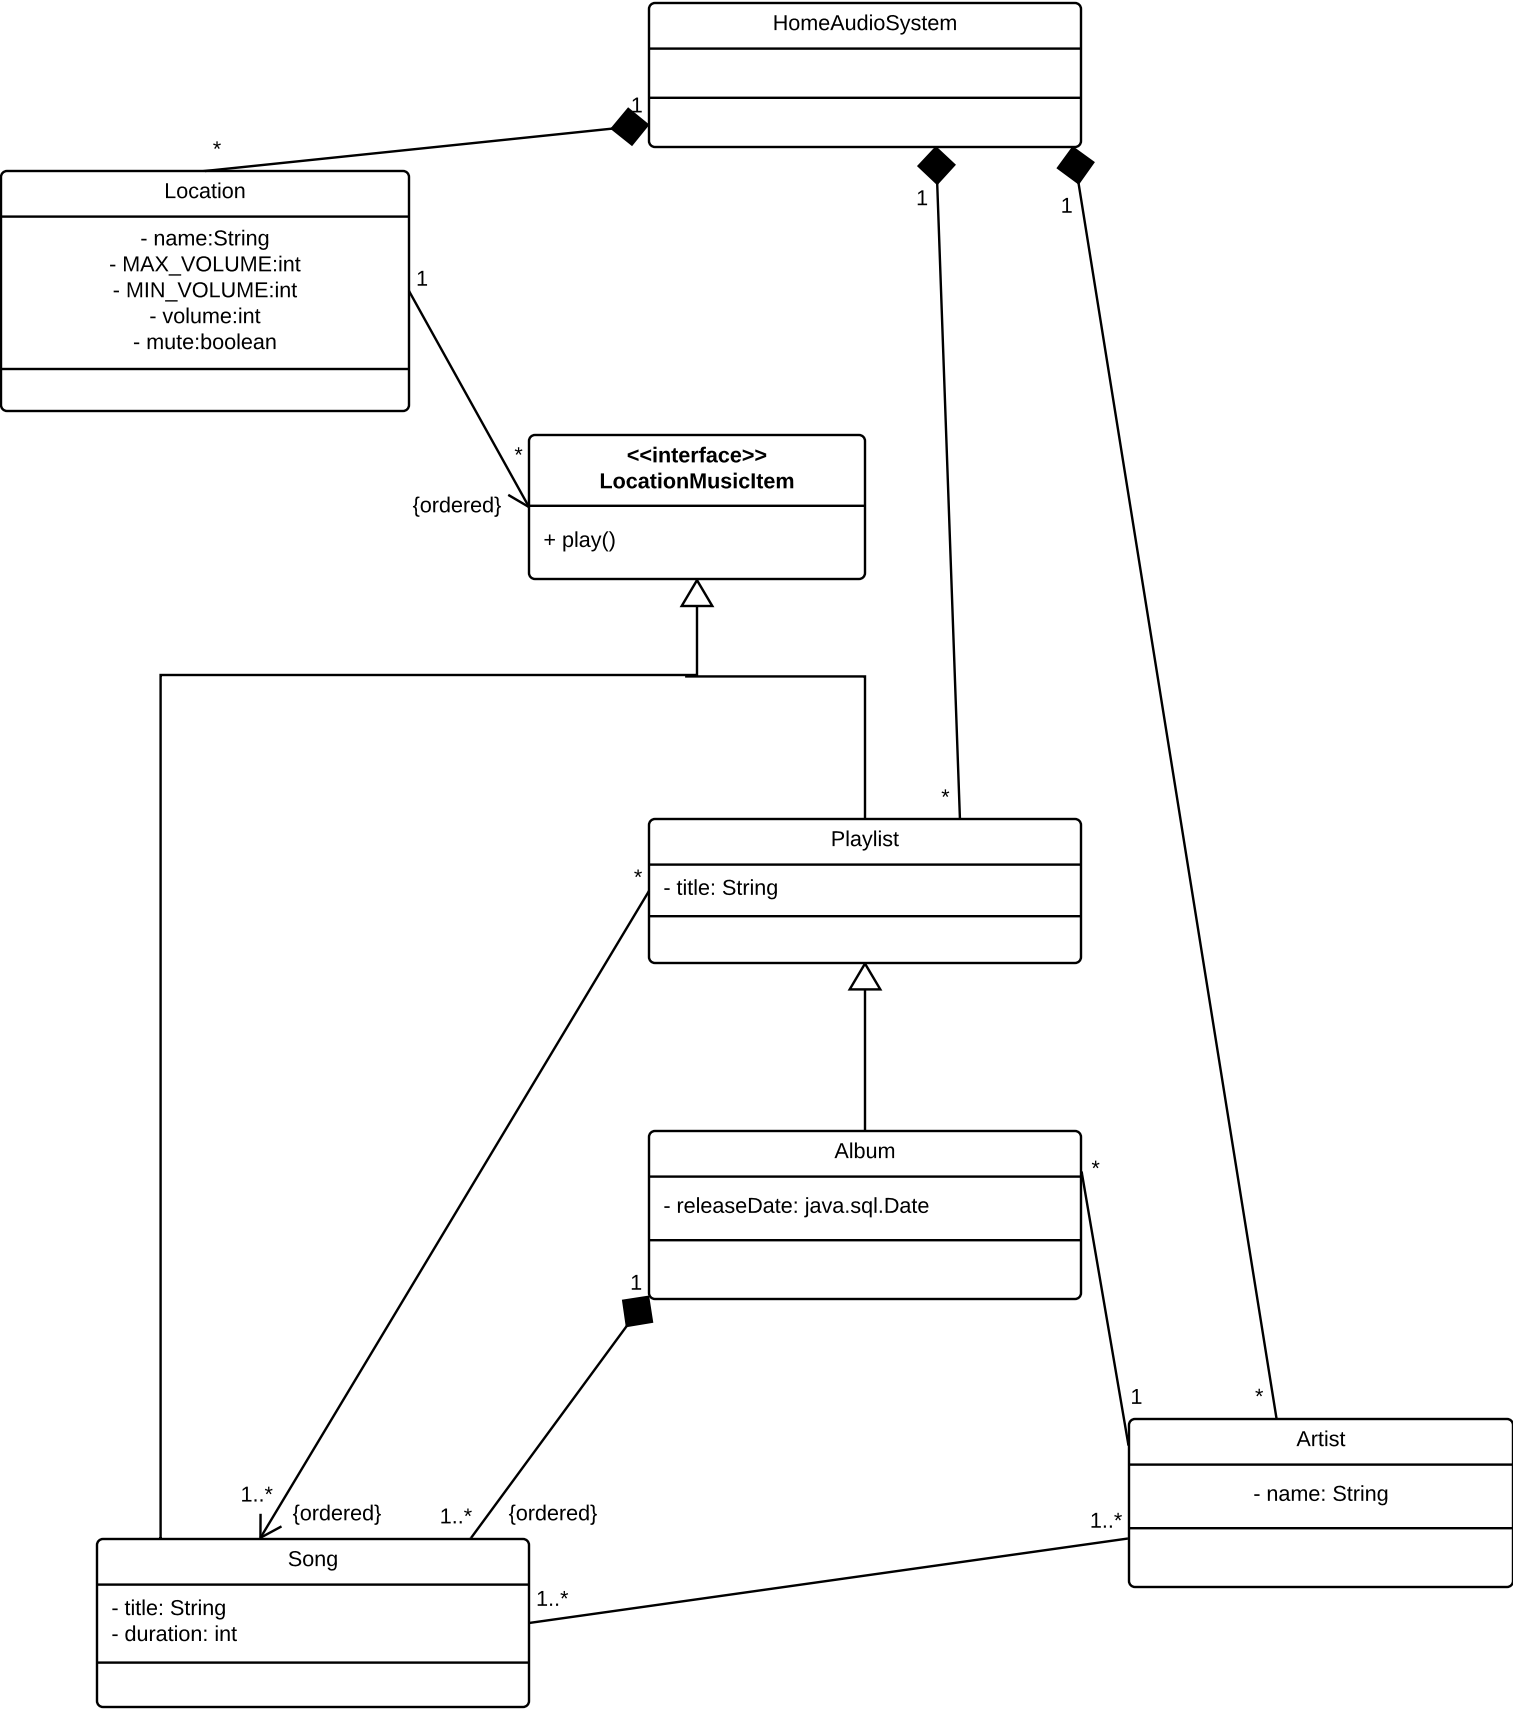 HomeAudioSystem
1
*
1
1
Location
- name:String
- MAX_VOLUME:int
- MIN_VOLUME:int
- volume:int
- mute:boolean
1
*
{ordered}
<<interface>>
LocationMusicItem
+ play()
*
Playlist
- title: String
*
Album
- releaseDate: java.sql.Date
*
1
1
*
Artist
- name: String
1..*
1..*
{ordered}
1..*
{ordered}
Song
- title: String
- duration: int
1..*